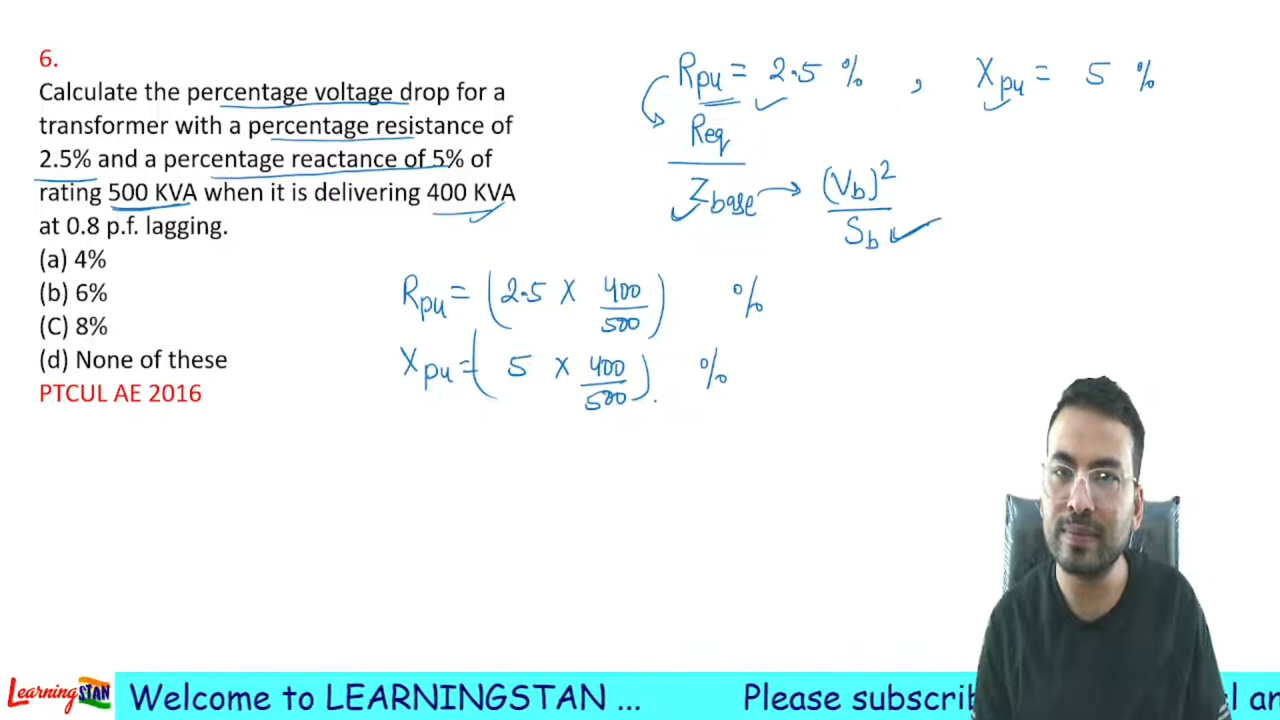 6.
Calculate the percentage voltage drop for a
transformer with a percentage resistance of
2.5% and a percentage reactance of 5% of
rating 500 KVA when it is delivering 400 KVA
at 0.8 p.f. lagging.
(a) 4%
(b) 6%
(C) 8%
(d) None of these
PTCUL AE 2016
Rpu = 2.5 % , Xpu = 5 %
Req
Zbase → (Vb)²
Sb
Rpu = (2.5 × 400/500) %
Xpu = (5 × 400/500) %
LearningSTAN
Welcome to LEARNINGSTAN ... Please subscrib